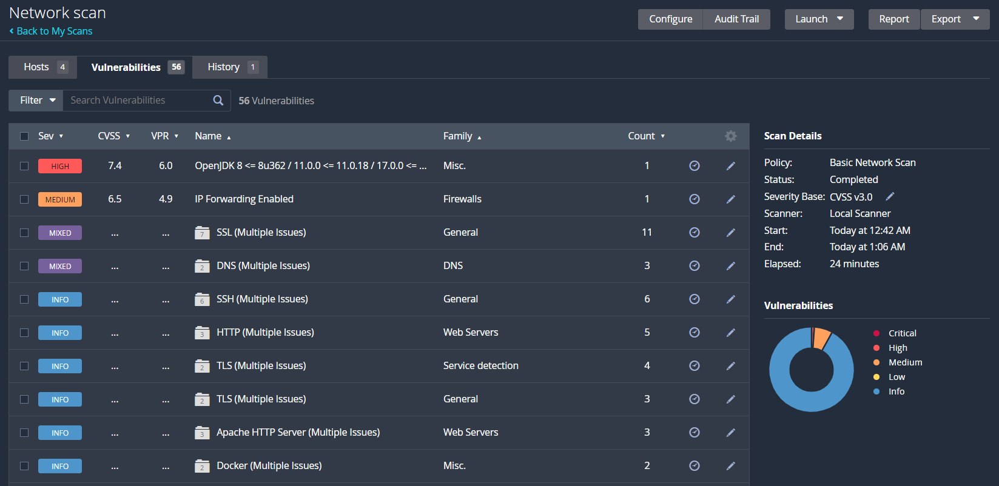 Network scan
Back to My Scans
Configure Audit Trail Launch Report Export
Hosts 4 Vulnerabilities 56 History 1
Filter Search Vulnerabilities 56 Vulnerabilities
Sev CVSS VPR Name Family Count
HIGH 7.4 6.0 OpenJDK 8 <= 8u362 / 11.0.0 <= 11.0.18 / 17.0.0 <= ... Misc. 1
MEDIUM 6.5 4.9 IP Forwarding Enabled Firewalls 1
MIXED ... ... 7 SSL (Multiple Issues) General 11
MIXED ... ... 2 DNS (Multiple Issues) DNS 3
INFO ... ... 6 SSH (Multiple Issues) General 6
INFO ... ... 3 HTTP (Multiple Issues) Web Servers 5
INFO ... ... 2 TLS (Multiple Issues) Service detection 4
INFO ... ... 2 TLS (Multiple Issues) General 3
INFO ... ... 3 Apache HTTP Server (Multiple Issues) Web Servers 3
INFO ... ... 2 Docker (Multiple Issues) Misc. 2
Scan Details
Policy: Basic Network Scan
Status: Completed
Severity Base: CVSS v3.0
Scanner: Local Scanner
Start: Today at 12:42 AM
End: Today at 1:06 AM
Elapsed: 24 minutes
Vulnerabilities
Critical
High
Medium
Low
Info